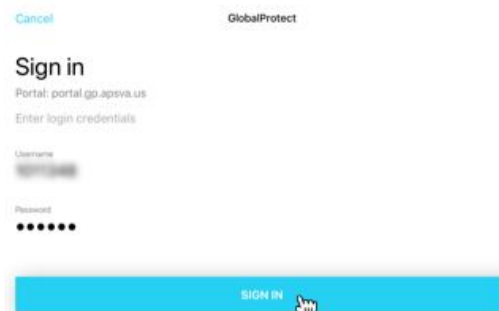 Cancel
GlobalProtect
Sign in
Portal: portal.gp.apsva.us
Enter login credentials
Username
Password
SIGN IN